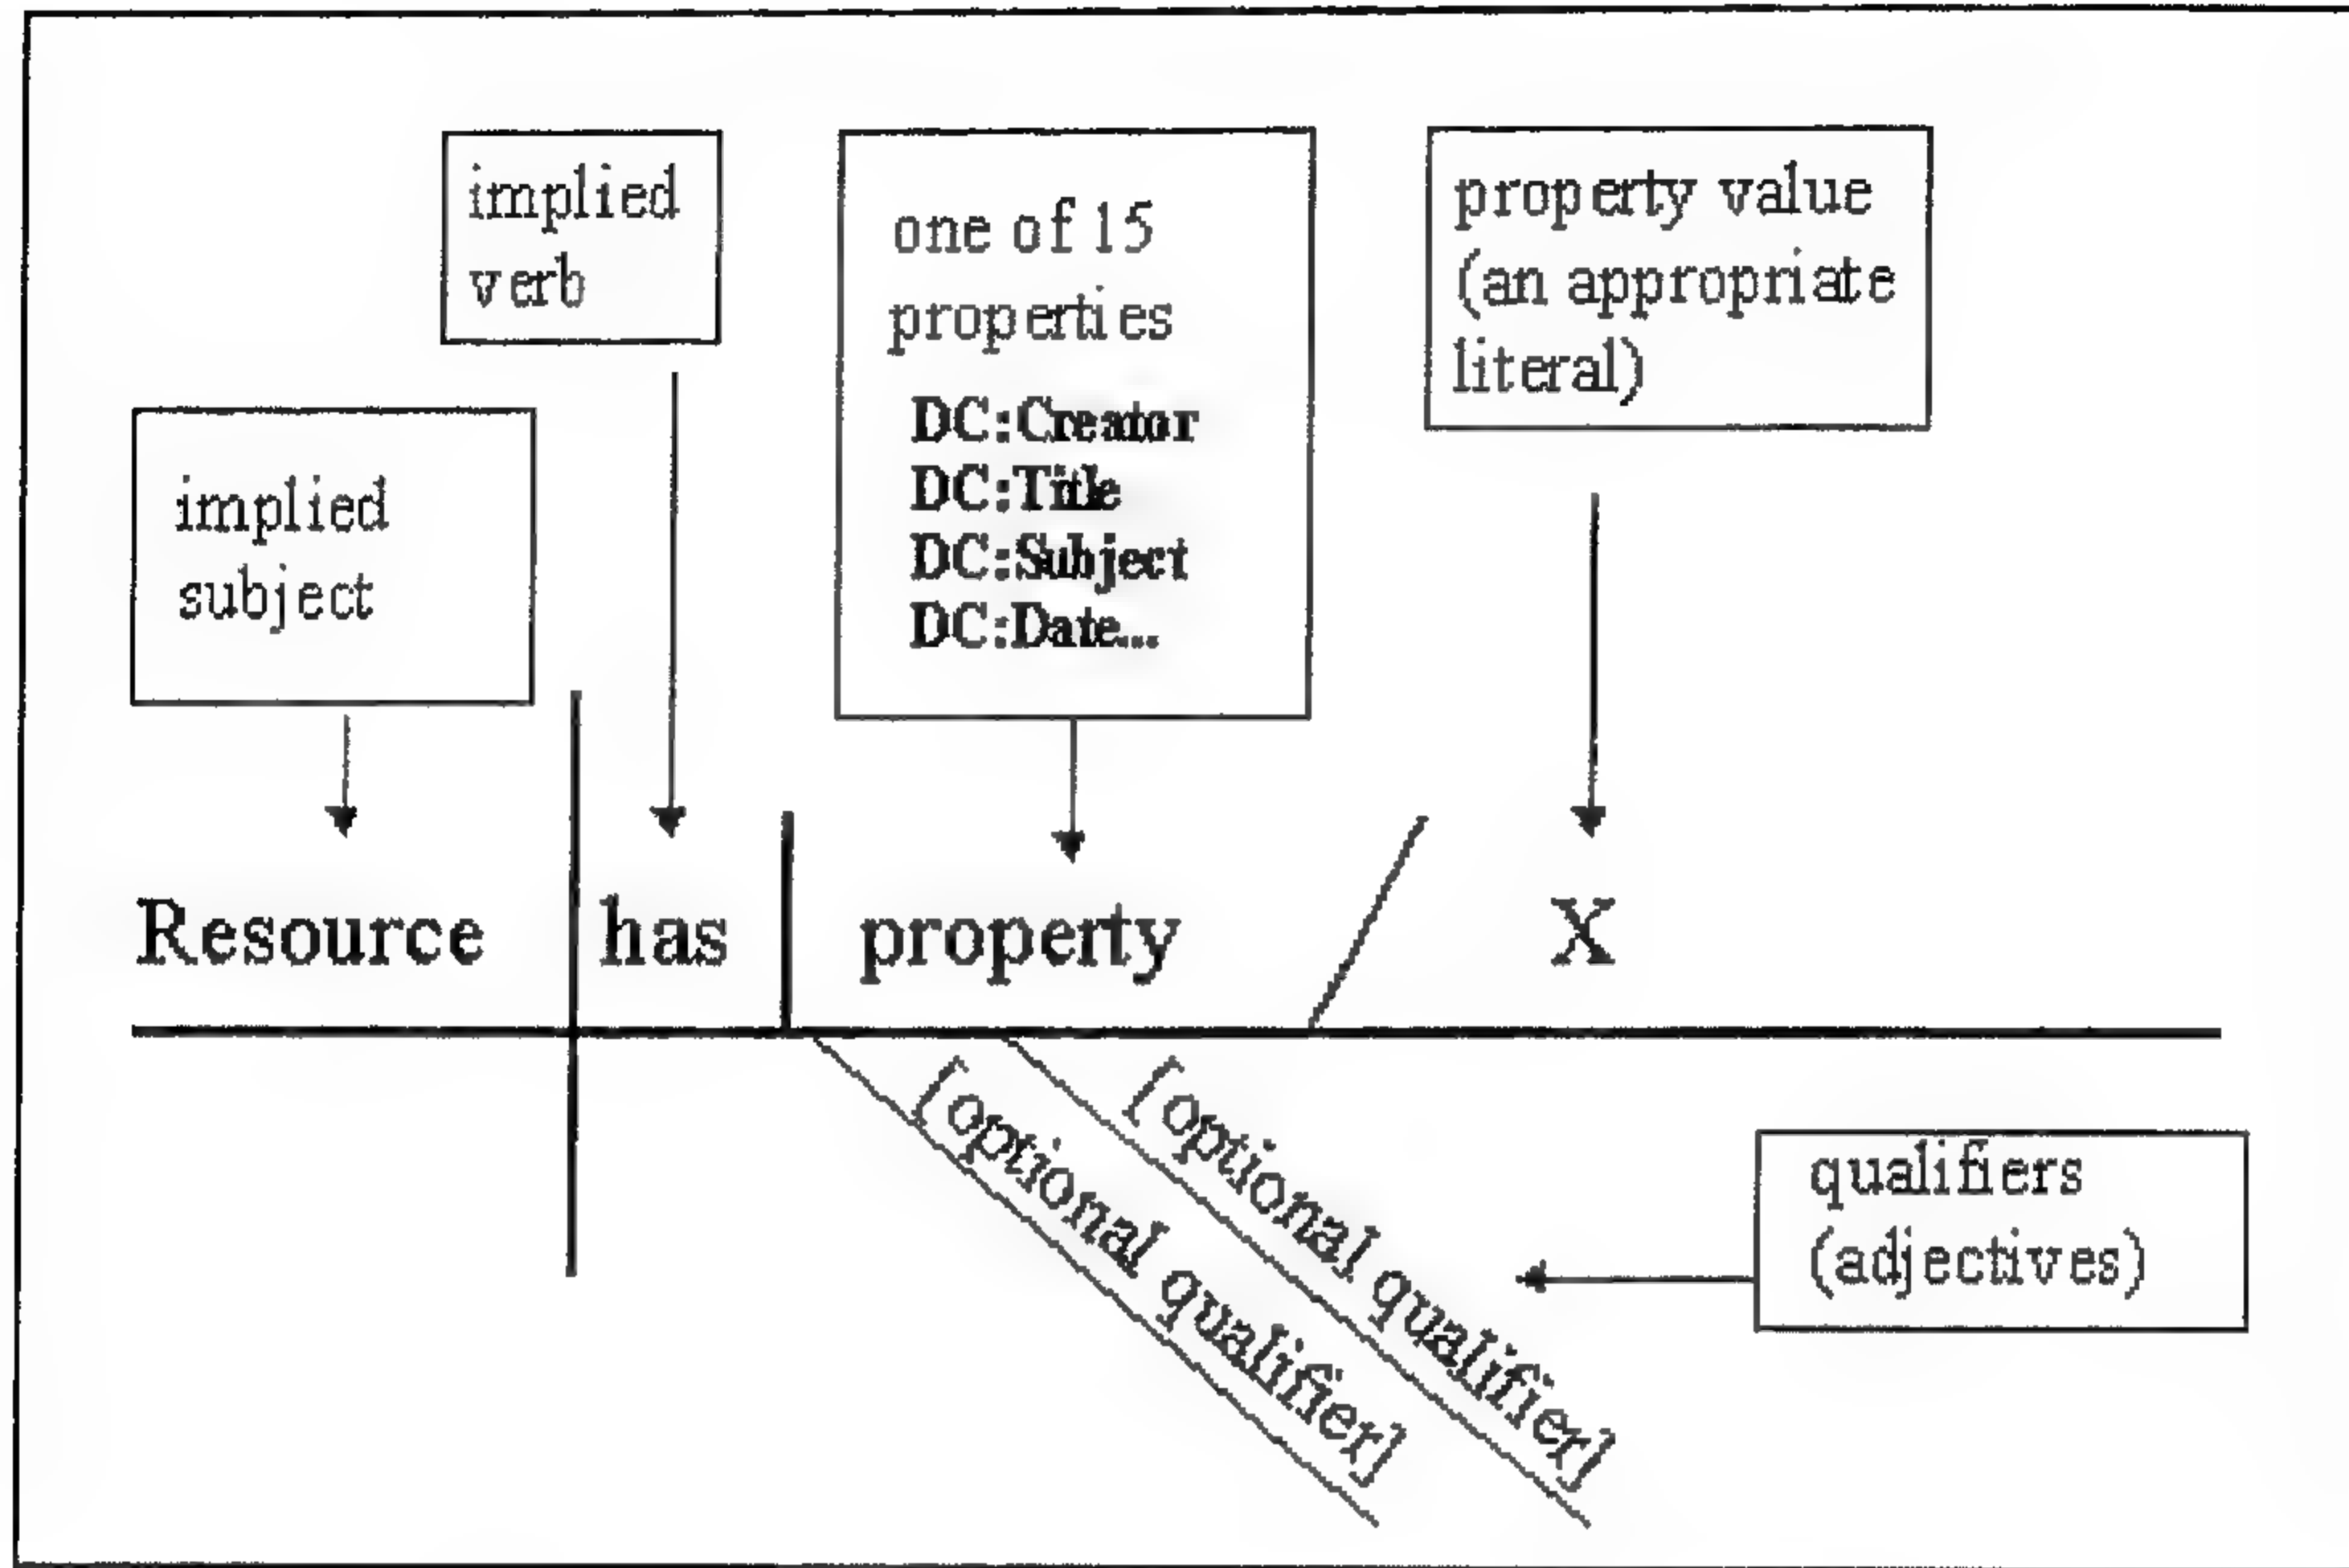 implied
verb
one of 15
properties
DC:Creator
DC:Title
DC:Subject
DC:Date...
property value
(an appropriate
literal)
implied
subject
Resource
has
property
X
[optional qualifier]
[optional qualifier]
qualifiers
(adjectives)